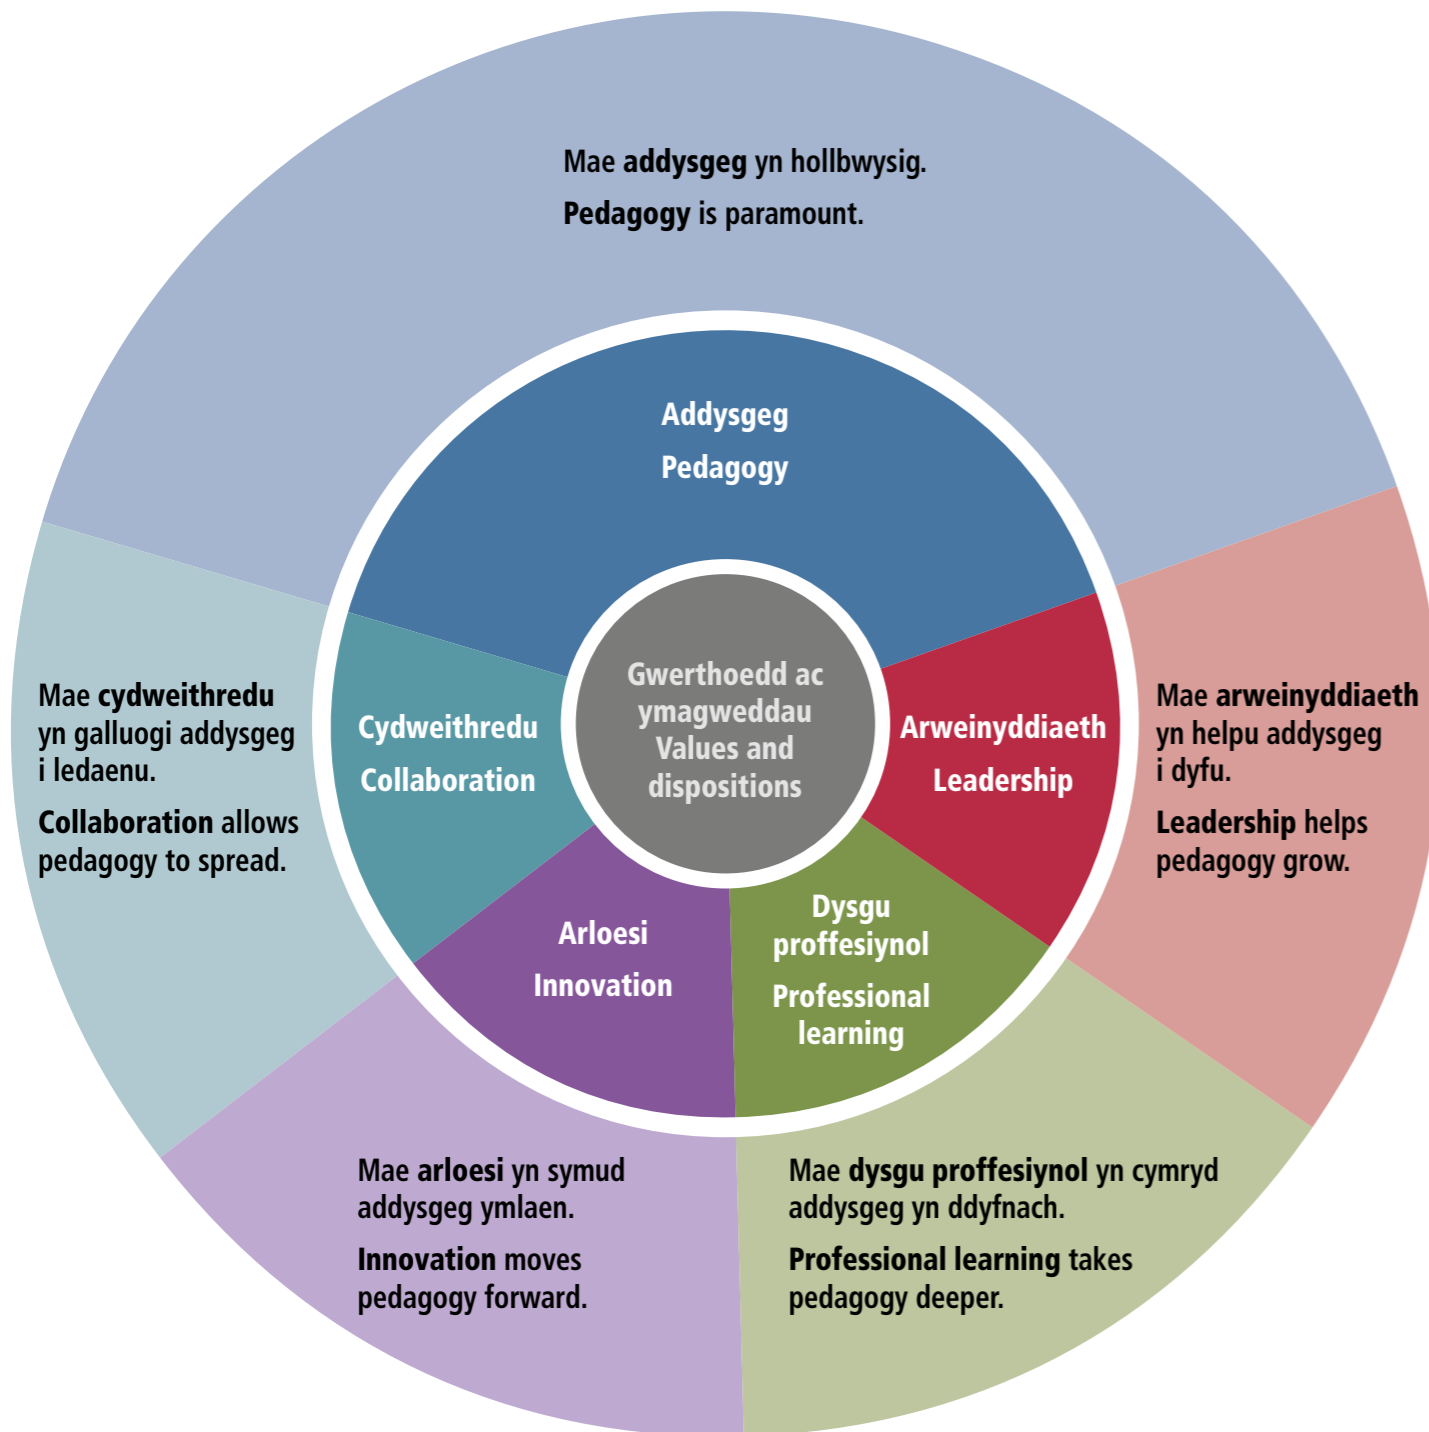 Mae addysgeg yn hollbwysig.
Pedagogy is paramount.
Addysgeg
Pedagogy
Gwerthoedd ac
ymagweddau
Values and
dispositions
Mae cydweithredu
yn galluogi addysgeg
i ledaenu.
Collaboration allows
pedagogy to spread.
Cydweithredu
Collaboration
Arweinyddiaeth
Leadership
Mae arweinyddiaeth
yn helpu addysgeg
i dyfu.
Leadership helps
pedagogy grow.
Arloesi
Innovation
Dysgu
proffesiynol
Professional
learning
Mae arloesi yn symud
addysgeg ymlaen.
Innovation moves
pedagogy forward.
Mae dysgu proffesiynol yn cymryd
addysgeg yn ddyfnach.
Professional learning takes
pedagogy deeper.